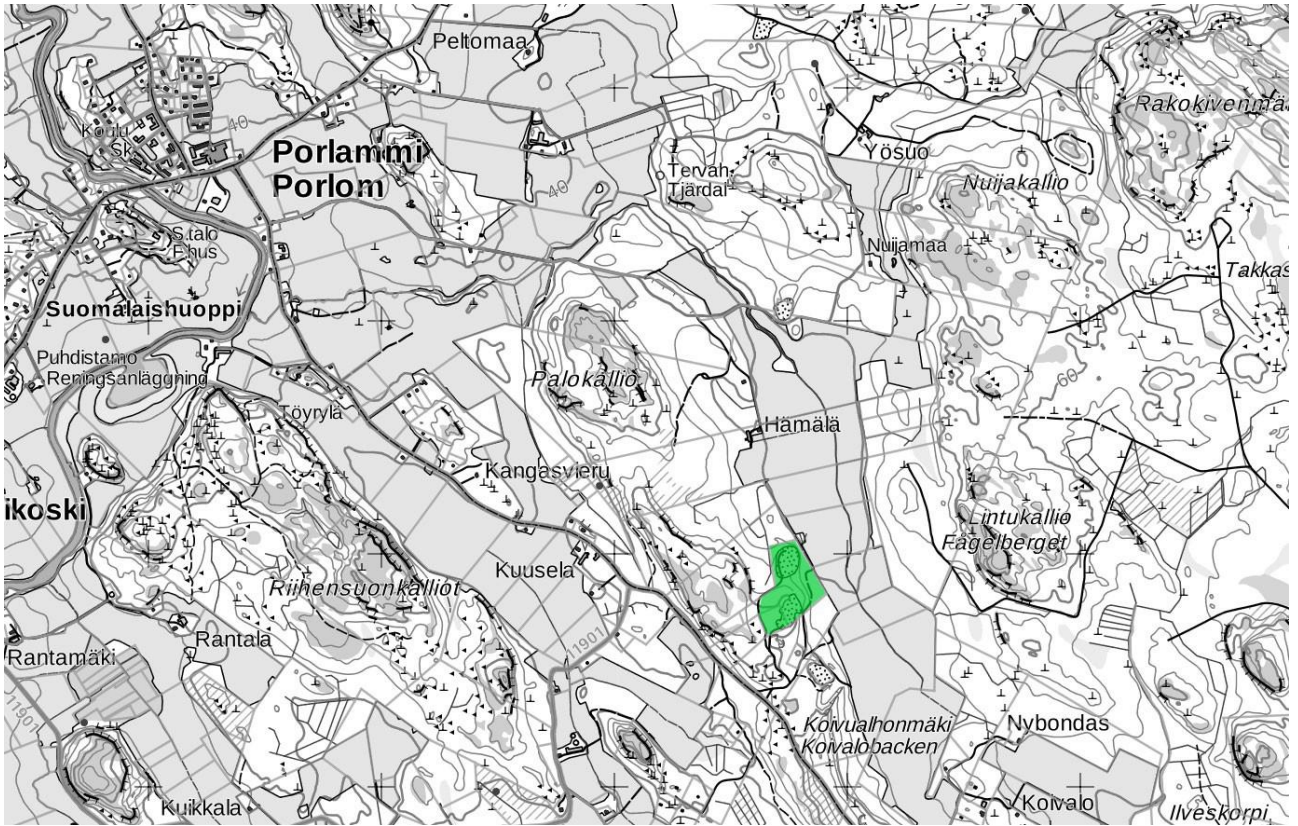 Peltomaa
Koulu
Sk
40
Porlammi
Porlom
40
Tervah.
Tjärdal
Yösuo
Rakokivenmä
Nuijakallio
S.talo
F.hus
Nuijamaa
Takkas
Suomalaishuoppi
Puhdistamo
Reningsanläggning
Palokallio
60
Töyrylä
Hämälä
Kangasvieru
ikoski
Lintukallio
Fågelberget
Kuusela
Riihensuonkalliot
Rantala
11901
Rantamäki
11901
Koivualhonmäki
Koivalobacken
Nybondas
Kuikkala
Koivalo
Ilveskorpi